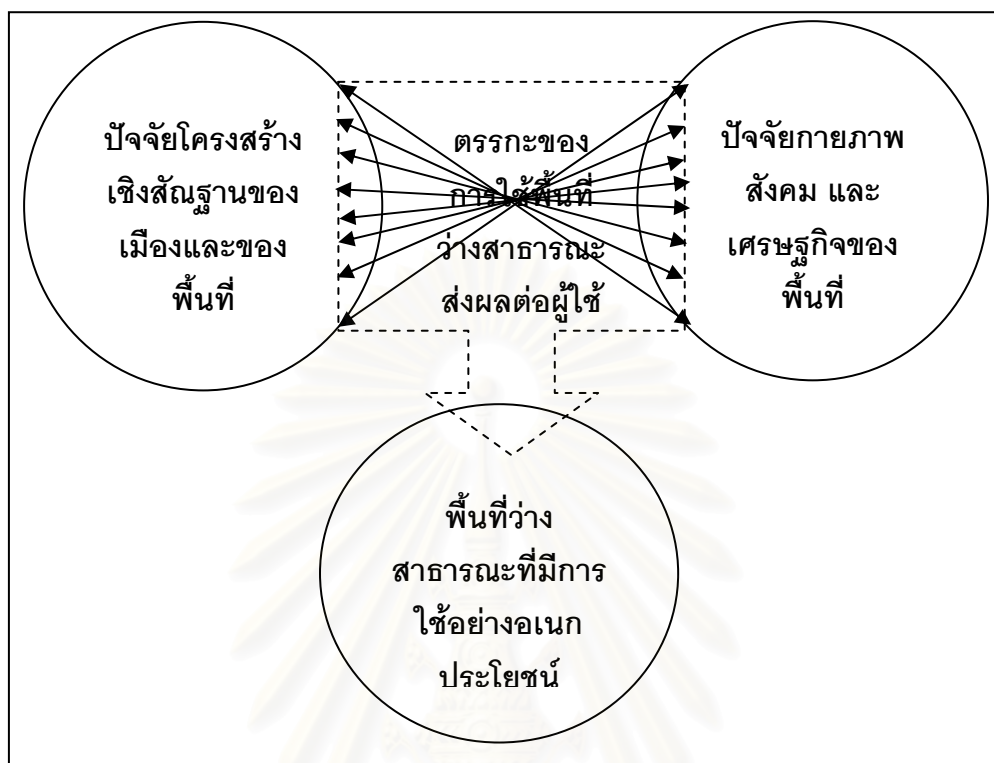 ปัจจัยโครงสร้าง
เชิงสัณฐานของ
เมืองและของ
พื้นที่
ตรรกะของ
การใช้พื้นที่
ว่างสาธารณะ
ส่งผลต่อผู้ใช้
ปัจจัยกายภาพ
สังคม และ
เศรษฐกิจของ
พื้นที่
พื้นที่ว่าง
สาธารณะที่มีการ
ใช้อย่างอเนก
ประโยชน์